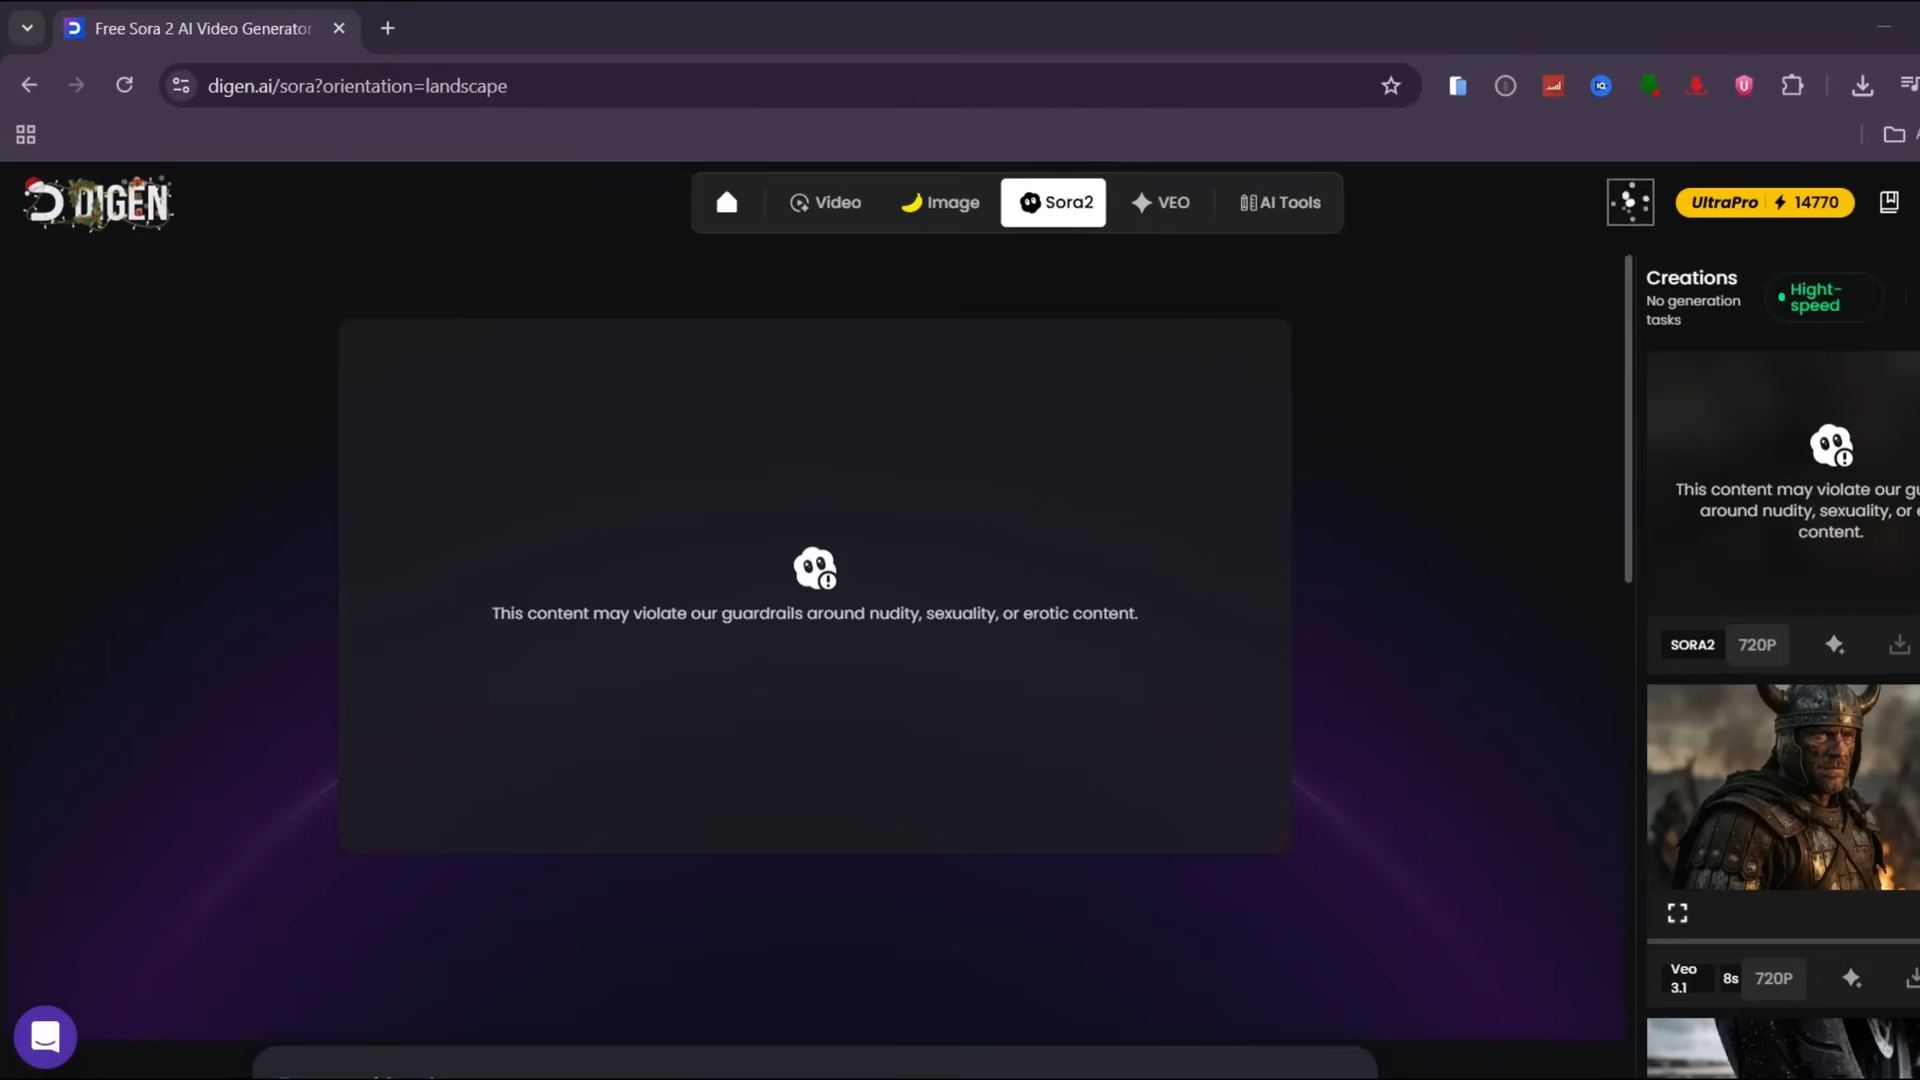 Free Sora 2 AI Video Generator
digen.ai/sora?orientation=landscape
DIGEN
Video
Image
Sora2
VEO
AI Tools
UltraPro
14770
Creations
No generation
tasks
Hight-
speed
This content may violate our gu
around nudity, sexuality, or e
content.
This content may violate our guardrails around nudity, sexuality, or erotic content.
SORA2
720P
Veo
3.1
8s
720P